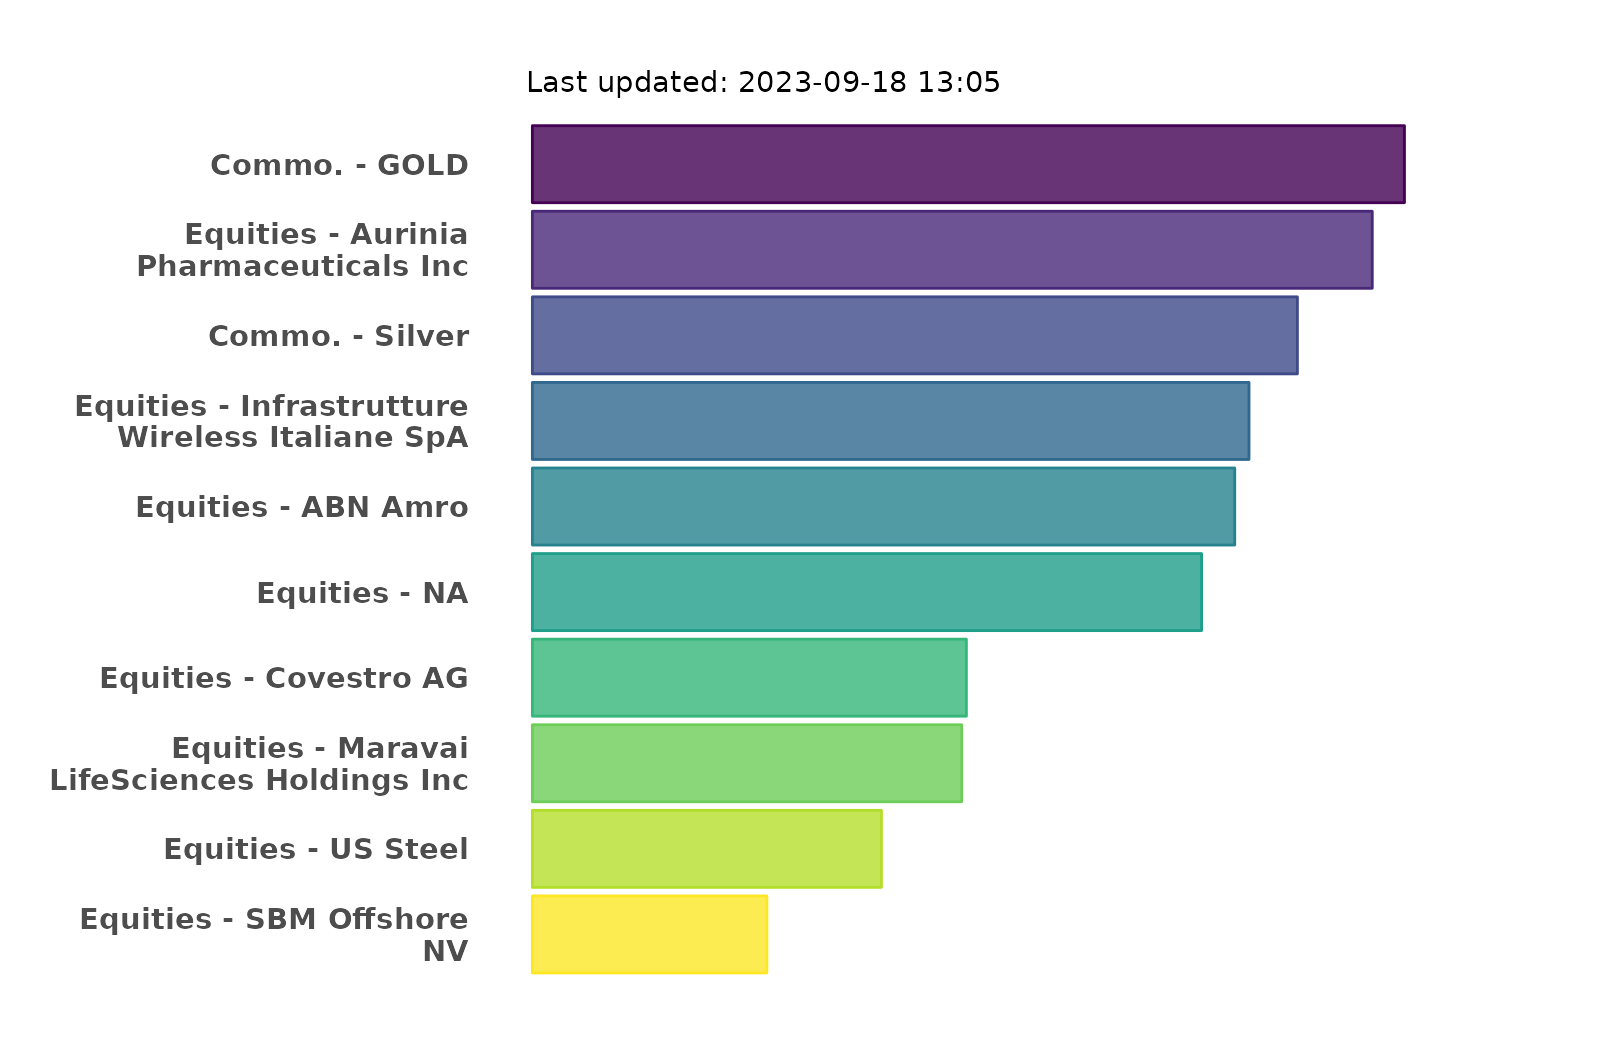 Last updated: 2023-09-18 13:05
Commo. - GOLD
Equities - Aurinia
Pharmaceuticals Inc
Commo. - Silver
Equities - Infrastrutture
Wireless Italiane SpA
Equities - ABN Amro
Equities - NA
Equities - Covestro AG
Equities - Maravai
LifeSciences Holdings Inc
Equities - US Steel
Equities - SBM Offshore
NV